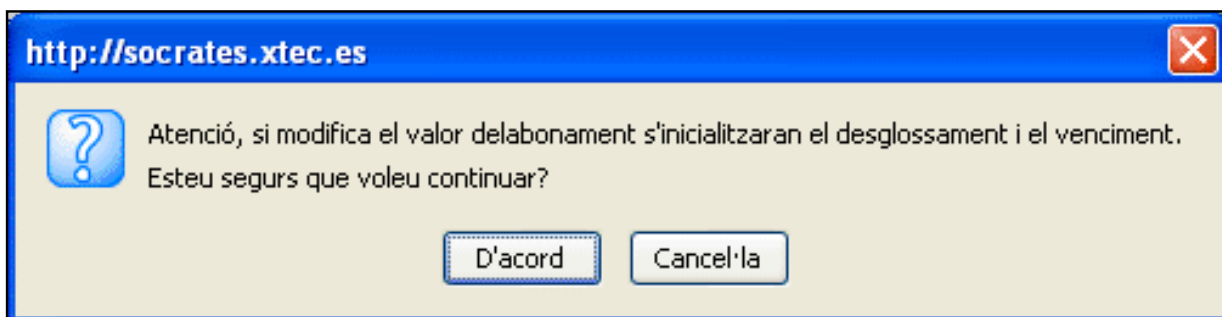 http://socrates.xtec.es
Atenció, si modifica el valor delabonament s'inicialitzaran el desglossament i el venciment.
Esteu segurs que voleu continuar?
D'acord Cancel·la